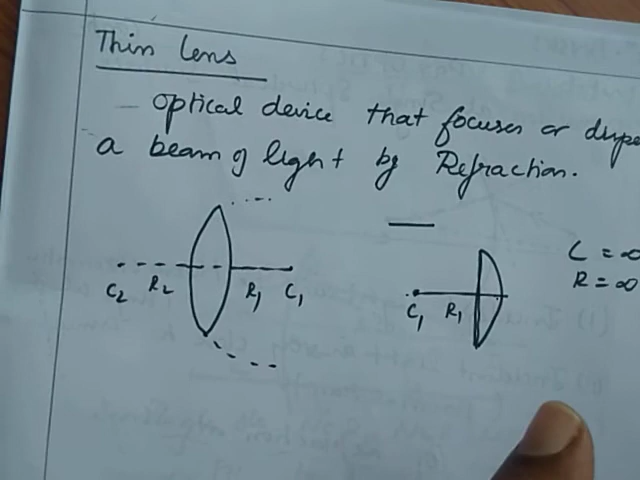 Thin Lens
optical device that focuses or
a beam of light by Refraction.
C2 R2 R1 C1
C1 R1
C = ∞
R = ∞